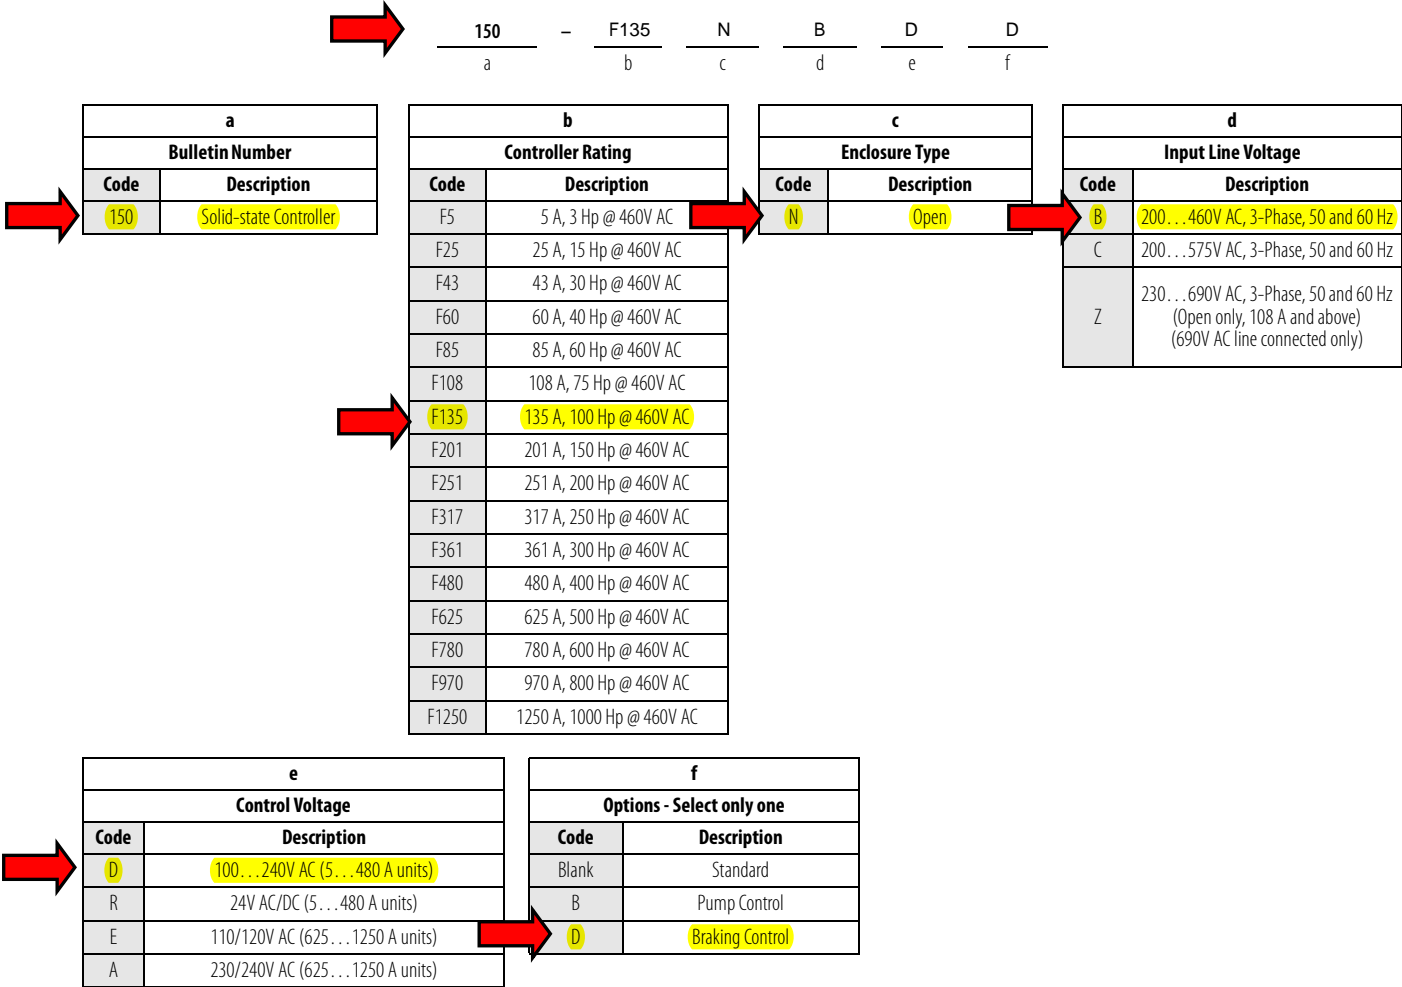 150 – F135 N B D D
a b c d e f
a
Bulletin Number
Code Description
150 Solid-state Controller
b
Controller Rating
Code Description
F5 5 A, 3 Hp @ 460V AC
F25 25 A, 15 Hp @ 460V AC
F43 43 A, 30 Hp @ 460V AC
F60 60 A, 40 Hp @ 460V AC
F85 85 A, 60 Hp @ 460V AC
F108 108 A, 75 Hp @ 460V AC
F135 135 A, 100 Hp @ 460V AC
F201 201 A, 150 Hp @ 460V AC
F251 251 A, 200 Hp @ 460V AC
F317 317 A, 250 Hp @ 460V AC
F361 361 A, 300 Hp @ 460V AC
F480 480 A, 400 Hp @ 460V AC
F625 625 A, 500 Hp @ 460V AC
F780 780 A, 600 Hp @ 460V AC
F970 970 A, 800 Hp @ 460V AC
F1250 1250 A, 1000 Hp @ 460V AC
c
Enclosure Type
Code Description
N Open
d
Input Line Voltage
Code Description
B 200...460V AC, 3-Phase, 50 and 60 Hz
C 200...575V AC, 3-Phase, 50 and 60 Hz
Z 230...690V AC, 3-Phase, 50 and 60 Hz
(Open only, 108 A and above)
(690V AC line connected only)
e
Control Voltage
Code Description
D 100...240V AC (5...480 A units)
R 24V AC/DC (5...480 A units)
E 110/120V AC (625...1250 A units)
A 230/240V AC (625...1250 A units)
f
Options - Select only one
Code Description
Blank Standard
B Pump Control
D Braking Control